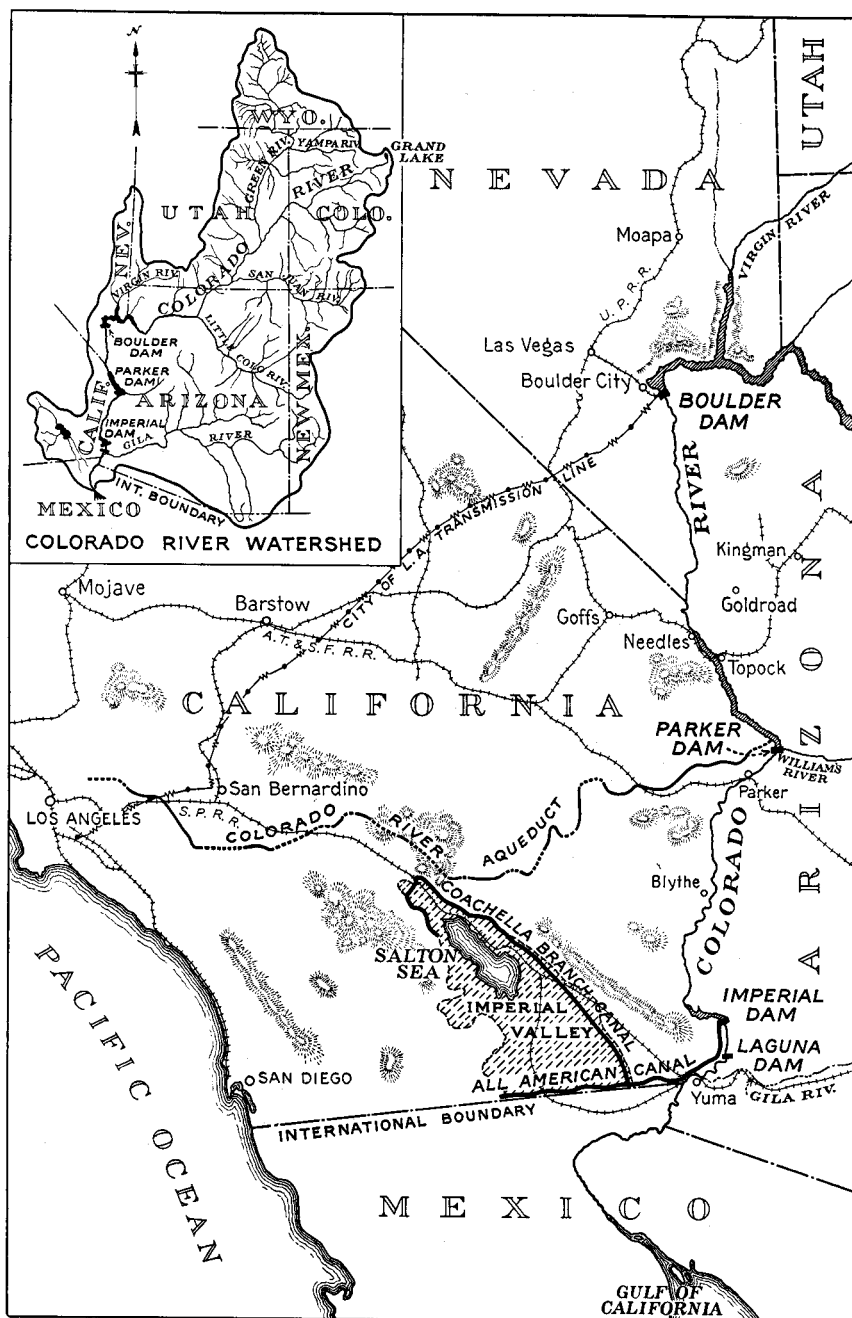 N
WYO.
YAMPA RIV.
GRAND LAKE
GREEN RIV.
RIVER
UTAH
COLO.
NEV.
COLORADO
VIRGIN RIV.
SAN JUAN RIV.
BOULDER DAM
LITTLE COLO RIV.
PARKER DAM
CALIF.
ARIZONA
NEW MEX.
IMPERIAL DAM
GILA RIVER
INT. BOUNDARY
MEXICO
COLORADO RIVER WATERSHED
UTAH
NEVADA
Moapa
VIRGIN RIVER
U.P.R.R.
Las Vegas
Boulder City
BOULDER DAM
RIVER
CITY OF L.A. TRANSMISSION LINE
Kingman
Mojave
Goldroad
Barstow
Goffs
A.T. & S.F. R.R.
Needles
Topock
CALIFORNIA
ARIZONA
PARKER DAM
WILLIAM'S RIVER
San Bernardino
Parker
LOS ANGELES
S.P.R.R.
COLORADO RIVER AQUEDUCT
COLORADO
Blythe
COACHELLA BRANCH CANAL
SALTON SEA
PACIFIC OCEAN
IMPERIAL VALLEY
IMPERIAL DAM
LAGUNA DAM
ALL AMERICAN CANAL
SAN DIEGO
Yuma
GILA RIV.
INTERNATIONAL BOUNDARY
MEXICO
GULF OF CALIFORNIA